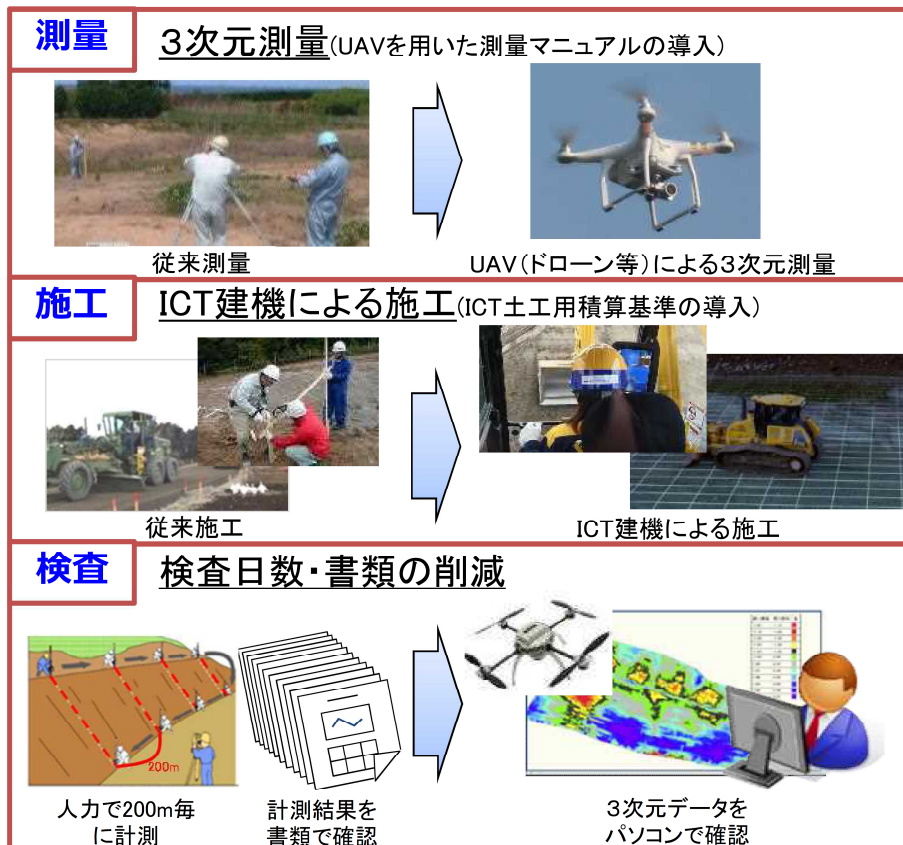 測量
3次元測量(UAVを用いた測量マニュアルの導入)
従来測量
UAV(ドローン等)による3次元測量
施工
ICT建機による施工(ICT土工用積算基準の導入)
従来施工
ICT建機による施工
検査
検査日数・書類の削減
200m
人力で200m毎
に計測
計測結果を
書類で確認
3次元データを
パソコンで確認